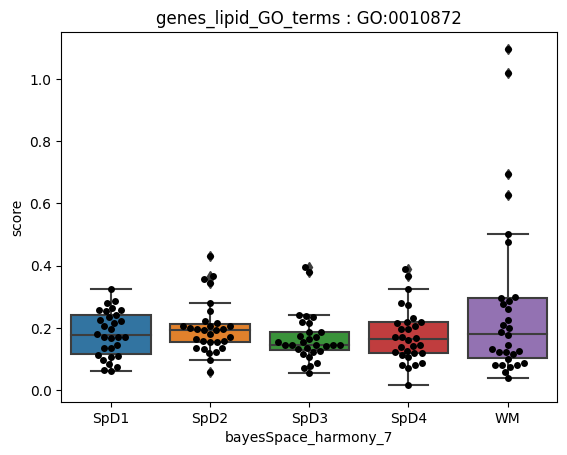 genes_lipid_GO_terms : GO:0010872
1.0
0.8
0.6
0.4
0.2
0.0
score
SpD1 SpD2 SpD3 SpD4 WM
bayesSpace_harmony_7